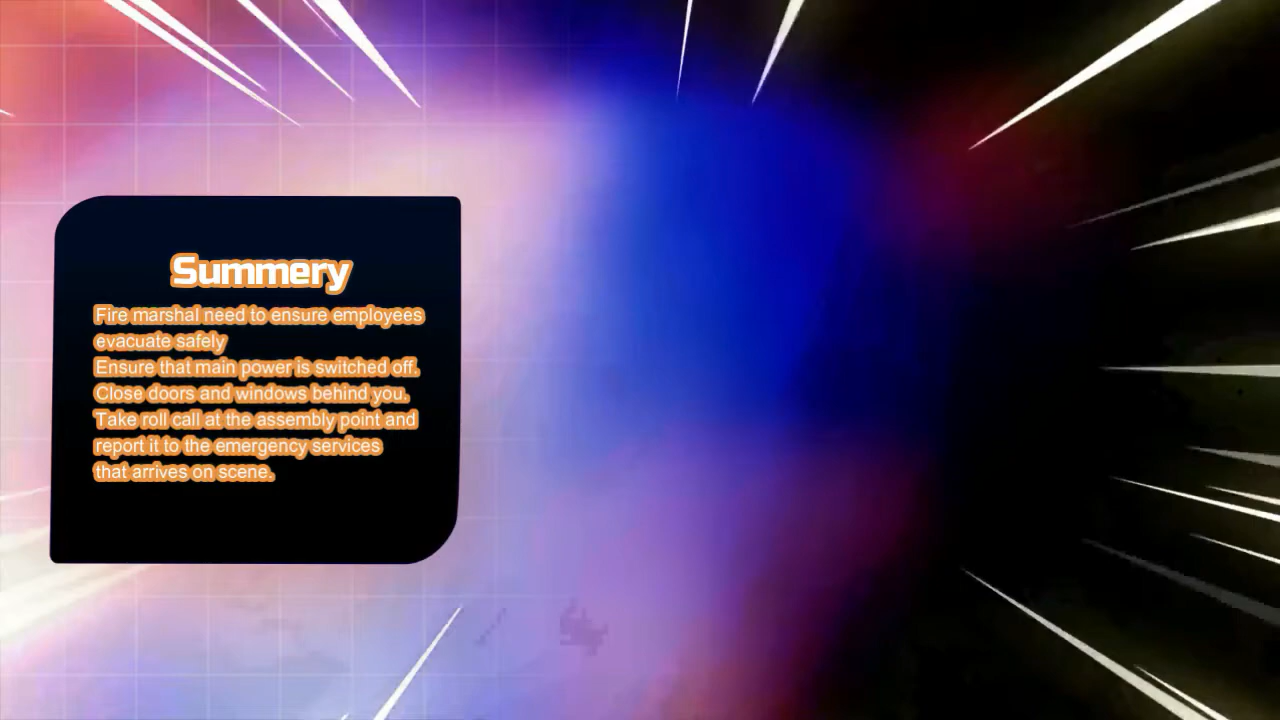 Summery
Fire marshal need to ensure employees
evacuate safely
Ensure that main power is switched off.
Close doors and windows behind you.
Take roll call at the assembly point and
report it to the emergency services
that arrives on scene.